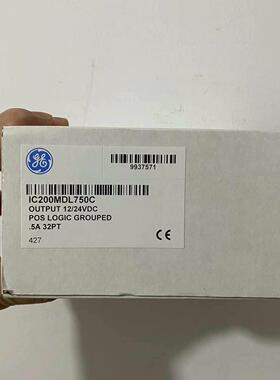 9937571
GE
IC200MDL750C
OUTPUT 12/24VDC
POS LOGIC GROUPED
.5A 32PT
427
CE